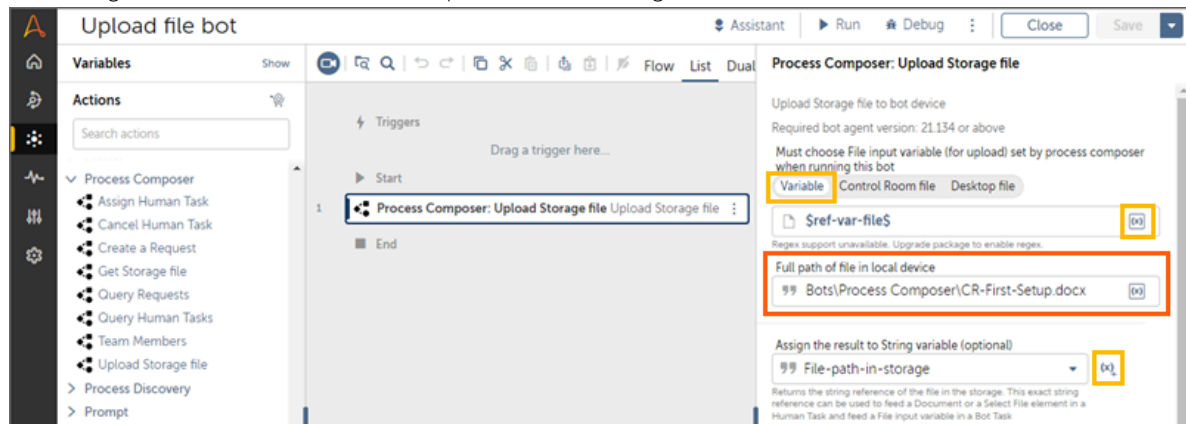 Upload file bot
Assistant
Run
Debug
Close
Save
Variables
Show
Flow
List
Dual
Actions
Search actions
Process Composer
Assign Human Task
Cancel Human Task
Create a Request
Get Storage file
Query Requests
Query Human Tasks
Team Members
Upload Storage file
Process Discovery
Prompt
Triggers
Drag a trigger here...
Start
1
Process Composer: Upload Storage file Upload Storage file
End
Process Composer: Upload Storage file
Upload Storage file to bot device
Required bot agent version: 21.134 or above
Must choose File input variable (for upload) set by process composer
when running this bot
Variable Control Room file Desktop file
$ref-var-file$
(x)
Regex support unavailable. Upgrade package to enable regex.
Full path of file in local device
Bots\Process Composer\CR-First-Setup.docx
(x)
Assign the result to String variable (optional)
File-path-in-storage
(x)
Returns the string reference of the file in the storage. This exact string
reference can be used to feed a Document or a Select File element in a
Human Task and feed a File input variable in a Bot Task